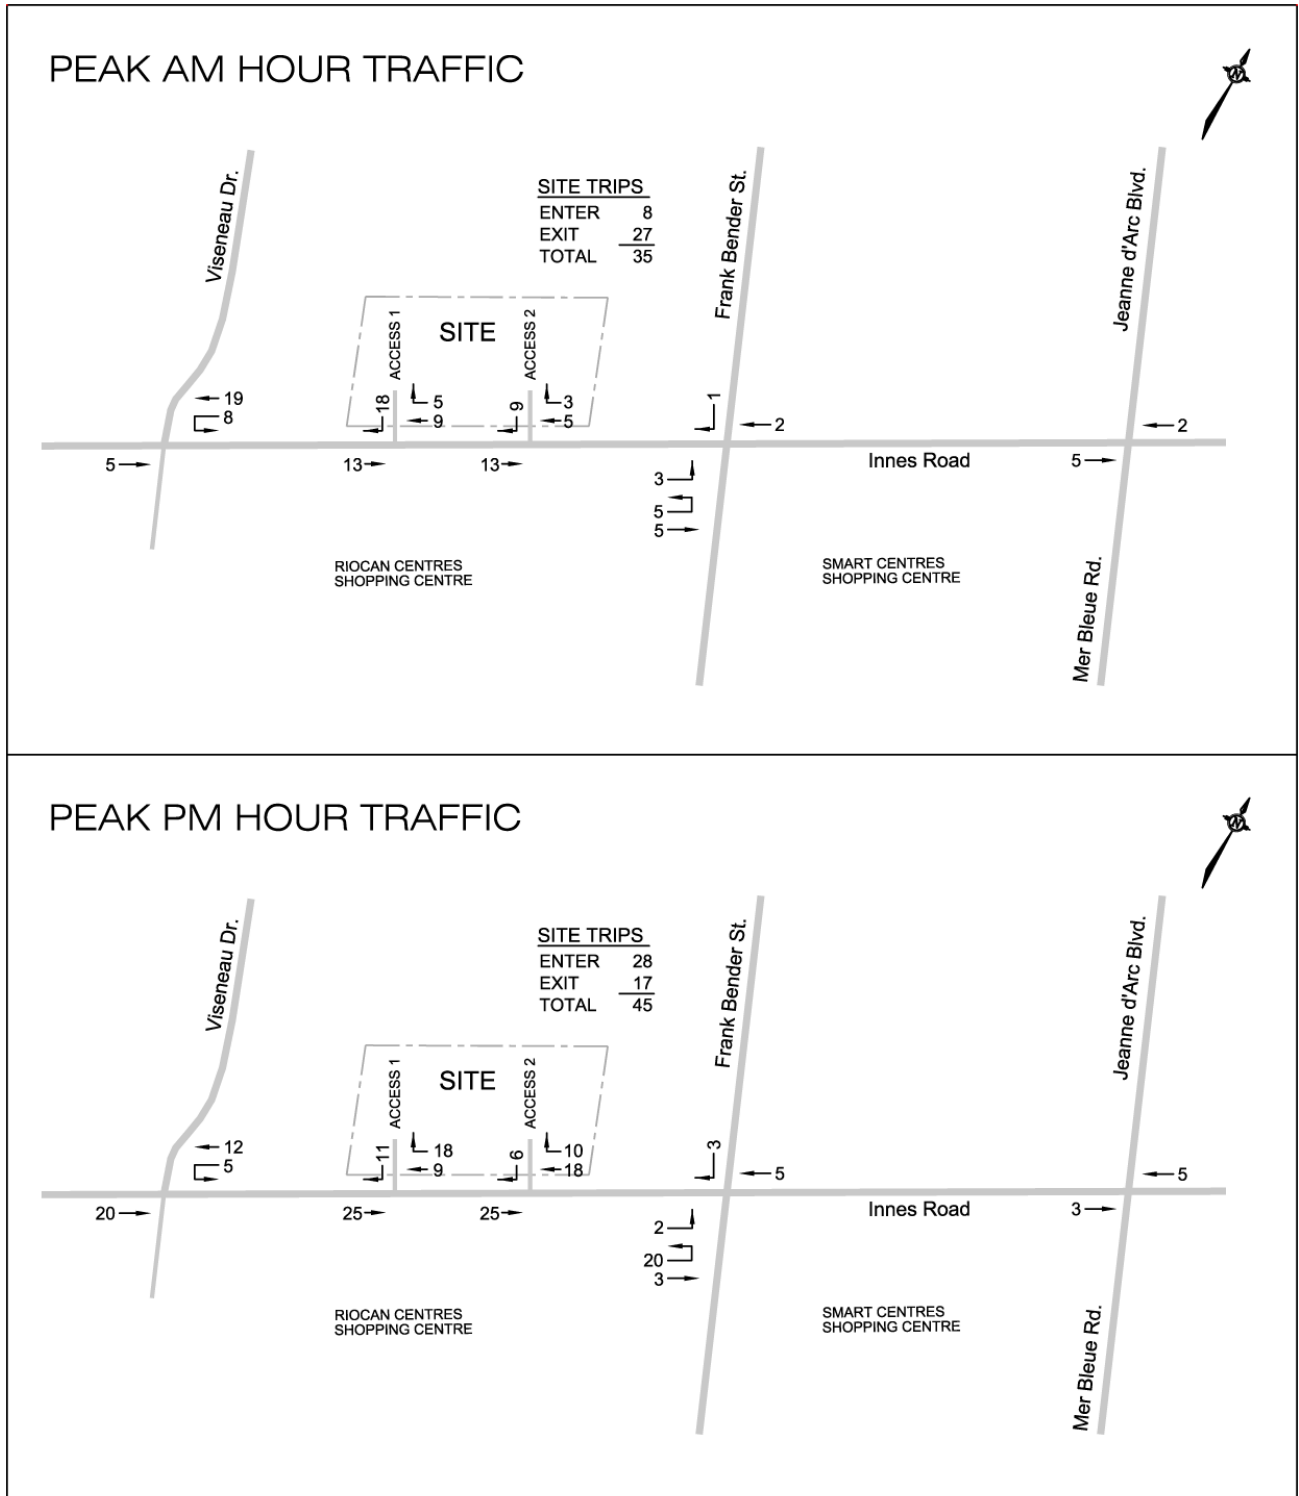 PEAK AM HOUR TRAFFIC
N
Viseneau Dr.
SITE TRIPS
ENTER 8
EXIT 27
TOTAL 35
Frank Bender St.
Jeanne d'Arc Blvd.
ACCESS 1
SITE
ACCESS 2
19
8
18
5
9
9
3
5
1
2
2
5
13
13
3
5
5
Innes Road
5
RIOCAN CENTRES
SHOPPING CENTRE
SMART CENTRES
SHOPPING CENTRE
Mer Bleue Rd.
PEAK PM HOUR TRAFFIC
N
Viseneau Dr.
SITE TRIPS
ENTER 28
EXIT 17
TOTAL 45
Frank Bender St.
Jeanne d'Arc Blvd.
ACCESS 1
SITE
ACCESS 2
12
5
11
18
9
6
10
18
3
5
5
20
25
25
2
20
3
Innes Road
3
RIOCAN CENTRES
SHOPPING CENTRE
SMART CENTRES
SHOPPING CENTRE
Mer Bleue Rd.